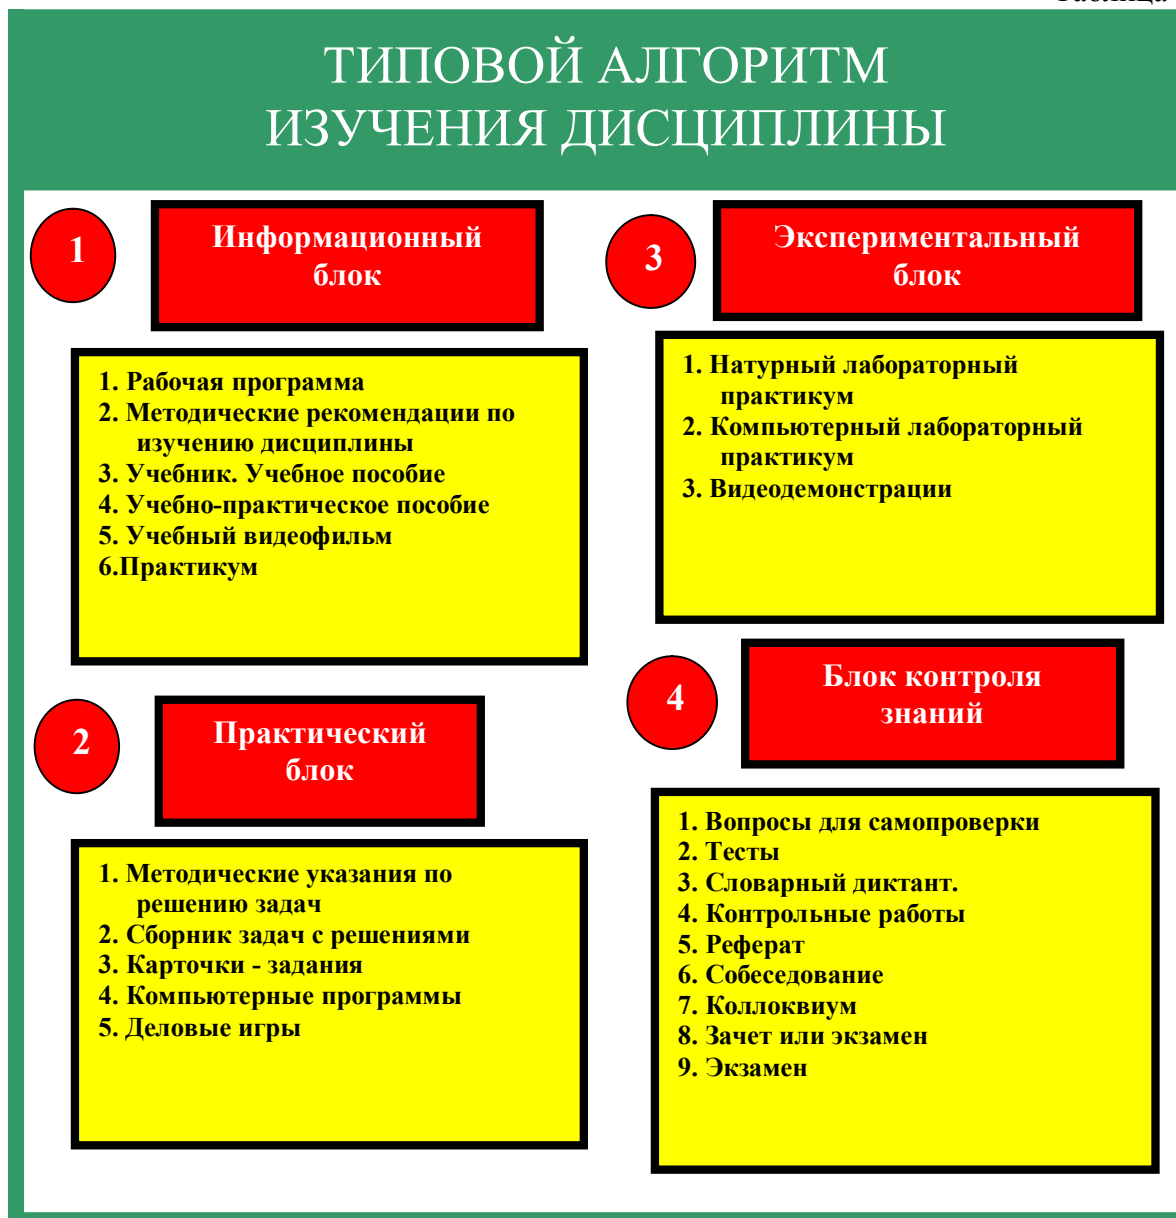 ТИПОВОЙ АЛГОРИТМ
ИЗУЧЕНИЯ ДИСЦИПЛИНЫ
1
Информационный
блок
1. Рабочая программа
2. Методические рекомендации по
изучению дисциплины
3. Учебник. Учебное пособие
4. Учебно-практическое пособие
5. Учебный видеофильм
6.Практикум
2
Практический
блок
1. Методические указания по
решению задач
2. Сборник задач с решениями
3. Карточки - задания
4. Компьютерные программы
5. Деловые игры
3
Экспериментальный
блок
1. Натурный лабораторный
практикум
2. Компьютерный лабораторный
практикум
3. Видеодемонстрации
4
Блок контроля
знаний
1. Вопросы для самопроверки
2. Тесты
3. Словарный диктант.
4. Контрольные работы
5. Реферат
6. Собеседование
7. Коллоквиум
8. Зачет или экзамен
9. Экзамен